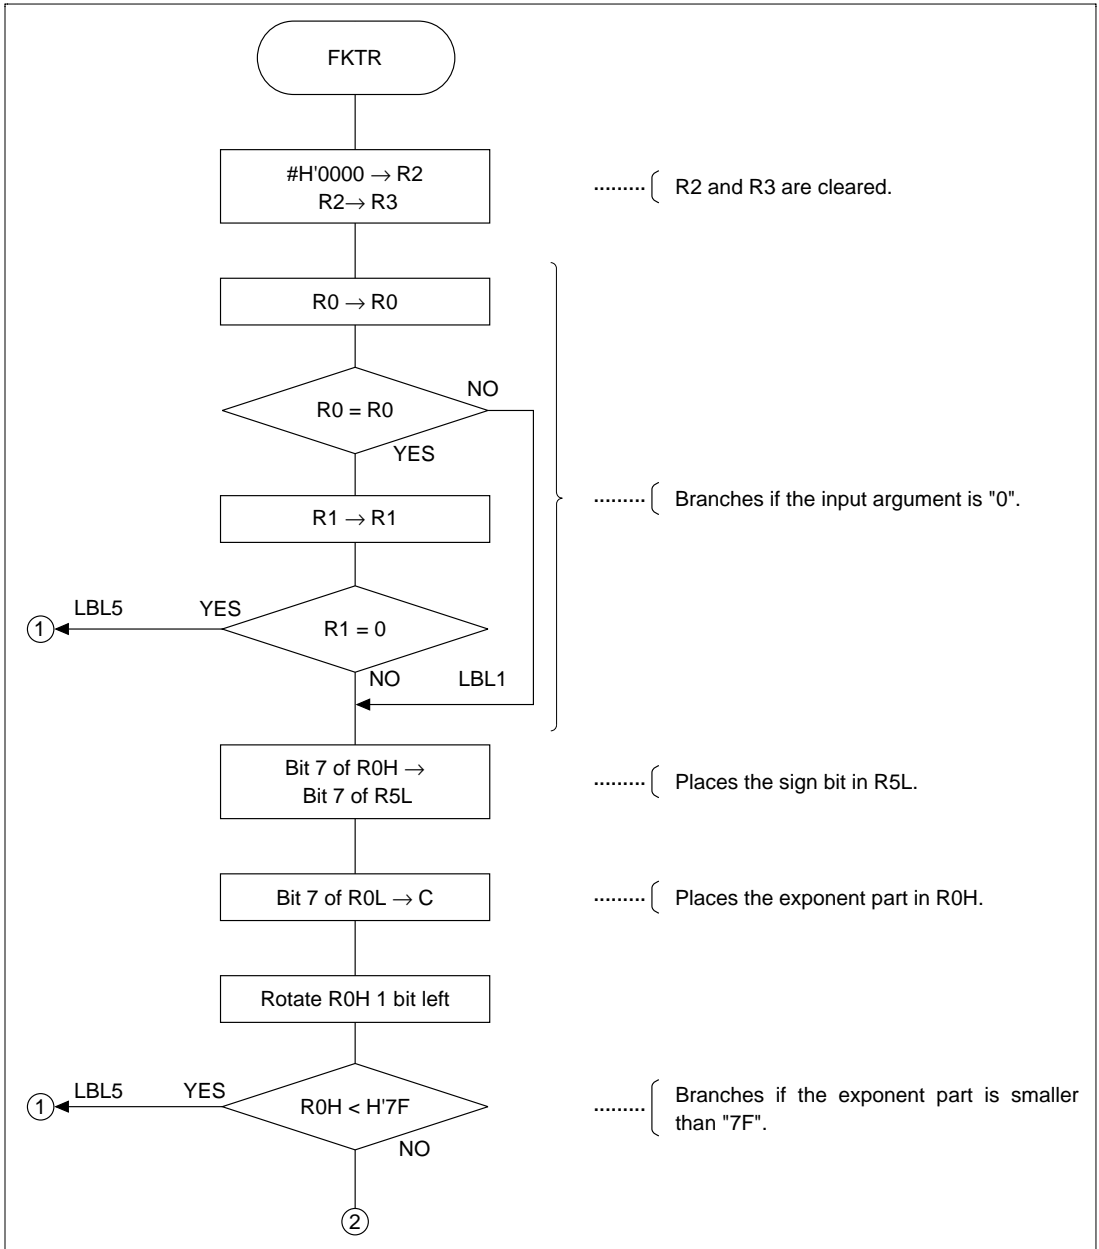 FKTR
#H'0000 → R2
R2→ R3
......... R2 and R3 are cleared.
R0 → R0
NO
R0 = R0
YES
R1 → R1
......... Branches if the input argument is "0".
LBL5 YES
1
R1 = 0
NO LBL1
Bit 7 of R0H →
Bit 7 of R5L
......... Places the sign bit in R5L.
Bit 7 of R0L → C
......... Places the exponent part in R0H.
Rotate R0H 1 bit left
LBL5 YES
1
R0H < H'7F
......... Branches if the exponent part is smaller
than "7F".
NO
2